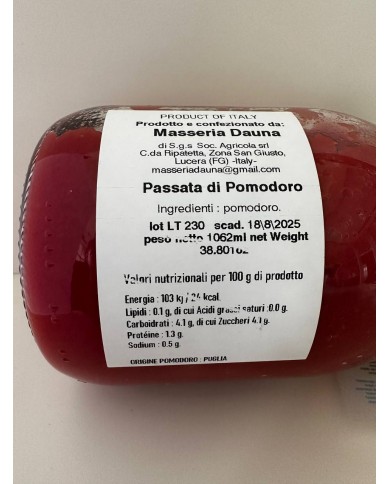 PRODUCT OF ITALY
Prodotto e confezionato da:
Masseria Dauna
di S.g.s Soc. Agricola srl
C.da Ripatetta, Zona San Giusto,
Lucera (FG) -Italy-
masseriadauna@gmail.com
Passata di Pomodoro
Ingredienti : pomodoro.
lot LT 230 scad. 18\8\2025
peso netto 1062ml net Weight
Valori nutrizionali per 100 g di prodotto
Energia : 103 kj / 24 kcal
Lipidi : 0.1 g, di cui Acidi grassi saturi :0.0 g.
Carboidrati : 4.1 g, di cui Zuccheri 4.1 g.
Protéine : 1.3 g.
Sodium : 0.5 g.
ORIGINE POMODORO : PUGLIA